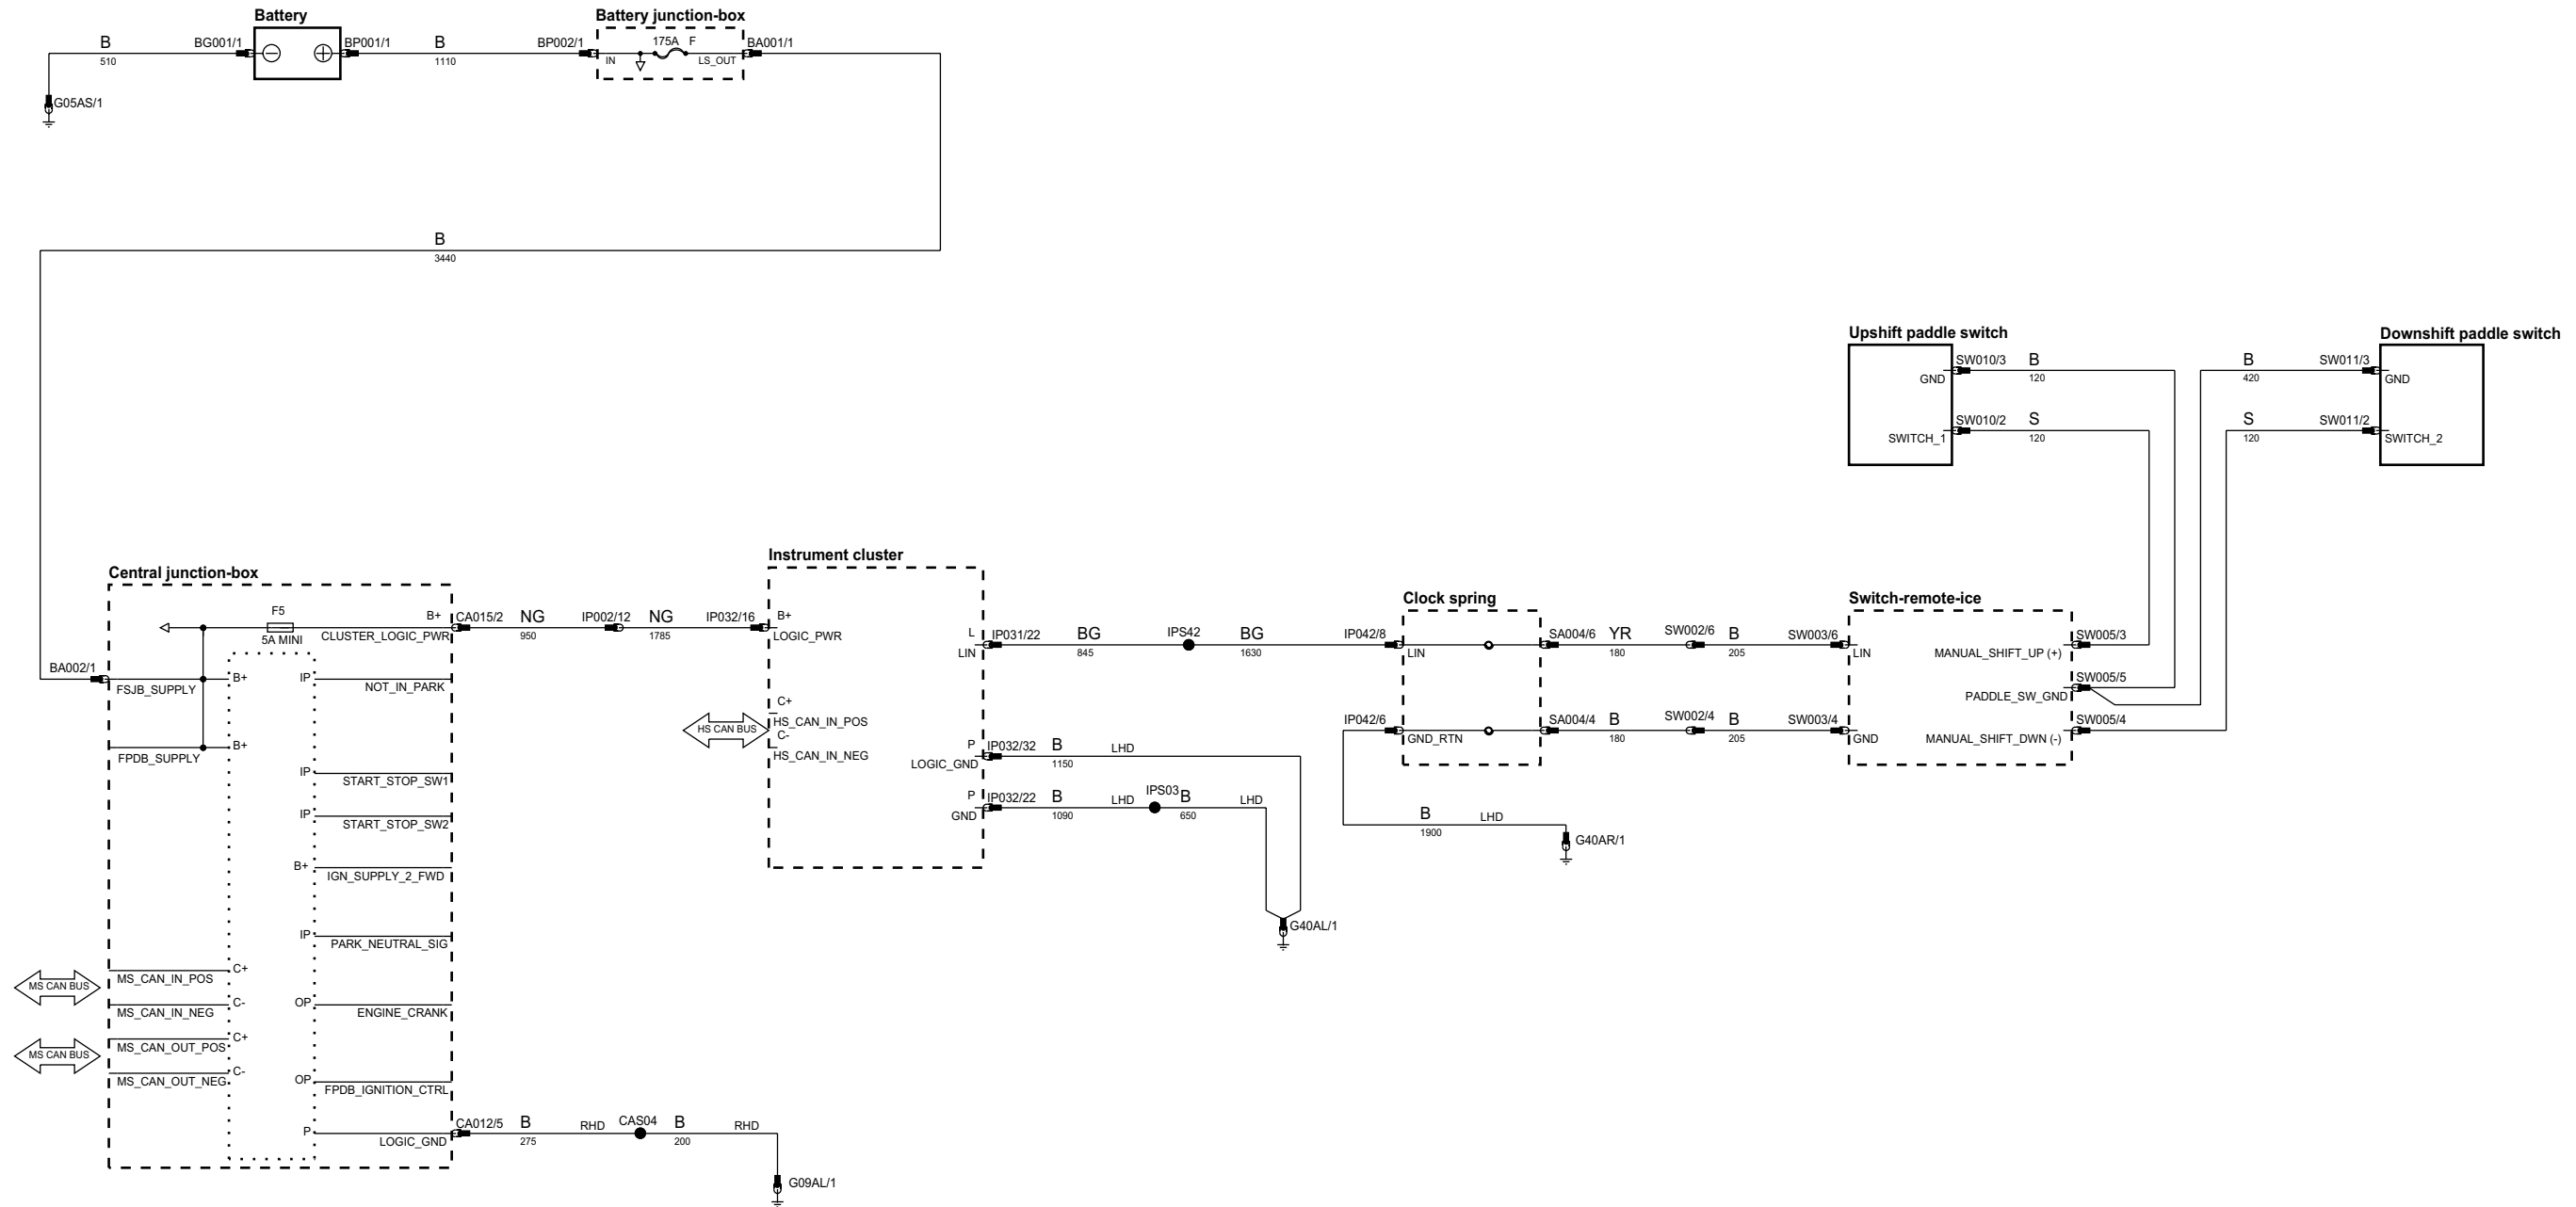 Battery
Battery junction-box
B
510
BG001/1
BP001/1
B
1110
BP002/1
IN
175A F
LS_OUT
BA001/1
G05AS/1
B
3440
Upshift paddle switch
GND
SW010/3
B
120
SWITCH_1
SW010/2
S
120
Downshift paddle switch
B
420
SW011/3
GND
S
120
SW011/2
SWITCH_2
Central junction-box
F5
5A MINI
B+
CLUSTER_LOGIC_PWR
CA015/2
NG
950
IP002/12
NG
1785
IP032/16
BA002/1
FSJB_SUPPLY
B+
IP
NOT_IN_PARK
FPDB_SUPPLY
B+
IP
START_STOP_SW1
IP
START_STOP_SW2
B+
IGN_SUPPLY_2_FWD
IP
PARK_NEUTRAL_SIG
MS CAN BUS
MS_CAN_IN_POS
C+
MS_CAN_IN_NEG
C-
OP
ENGINE_CRANK
MS CAN BUS
MS_CAN_OUT_POS
C+
MS_CAN_OUT_NEG
C-
OP
FPDB_IGNITION_CTRL
P
LOGIC_GND
CA012/5
B
275
RHD
CAS04
B
200
RHD
G09AL/1
Instrument cluster
B+
LOGIC_PWR
L
LIN
IP031/22
BG
845
IPS42
BG
1630
IP042/8
HS CAN BUS
C+
HS_CAN_IN_POS
C-
HS_CAN_IN_NEG
P
LOGIC_GND
IP032/32
B
1150
LHD
P
GND
IP032/22
B
1090
LHD
IPS03
B
650
LHD
G40AL/1
Clock spring
LIN
SA004/6
YR
180
SW002/6
B
205
SW003/6
IP042/6
GND_RTN
SA004/4
B
180
SW002/4
B
205
SW003/4
B
1900
LHD
G40AR/1
Switch-remote-ice
LIN
MANUAL_SHIFT_UP (+)
SW005/3
PADDLE_SW_GND
SW005/5
GND
MANUAL_SHIFT_DWN (-)
SW005/4